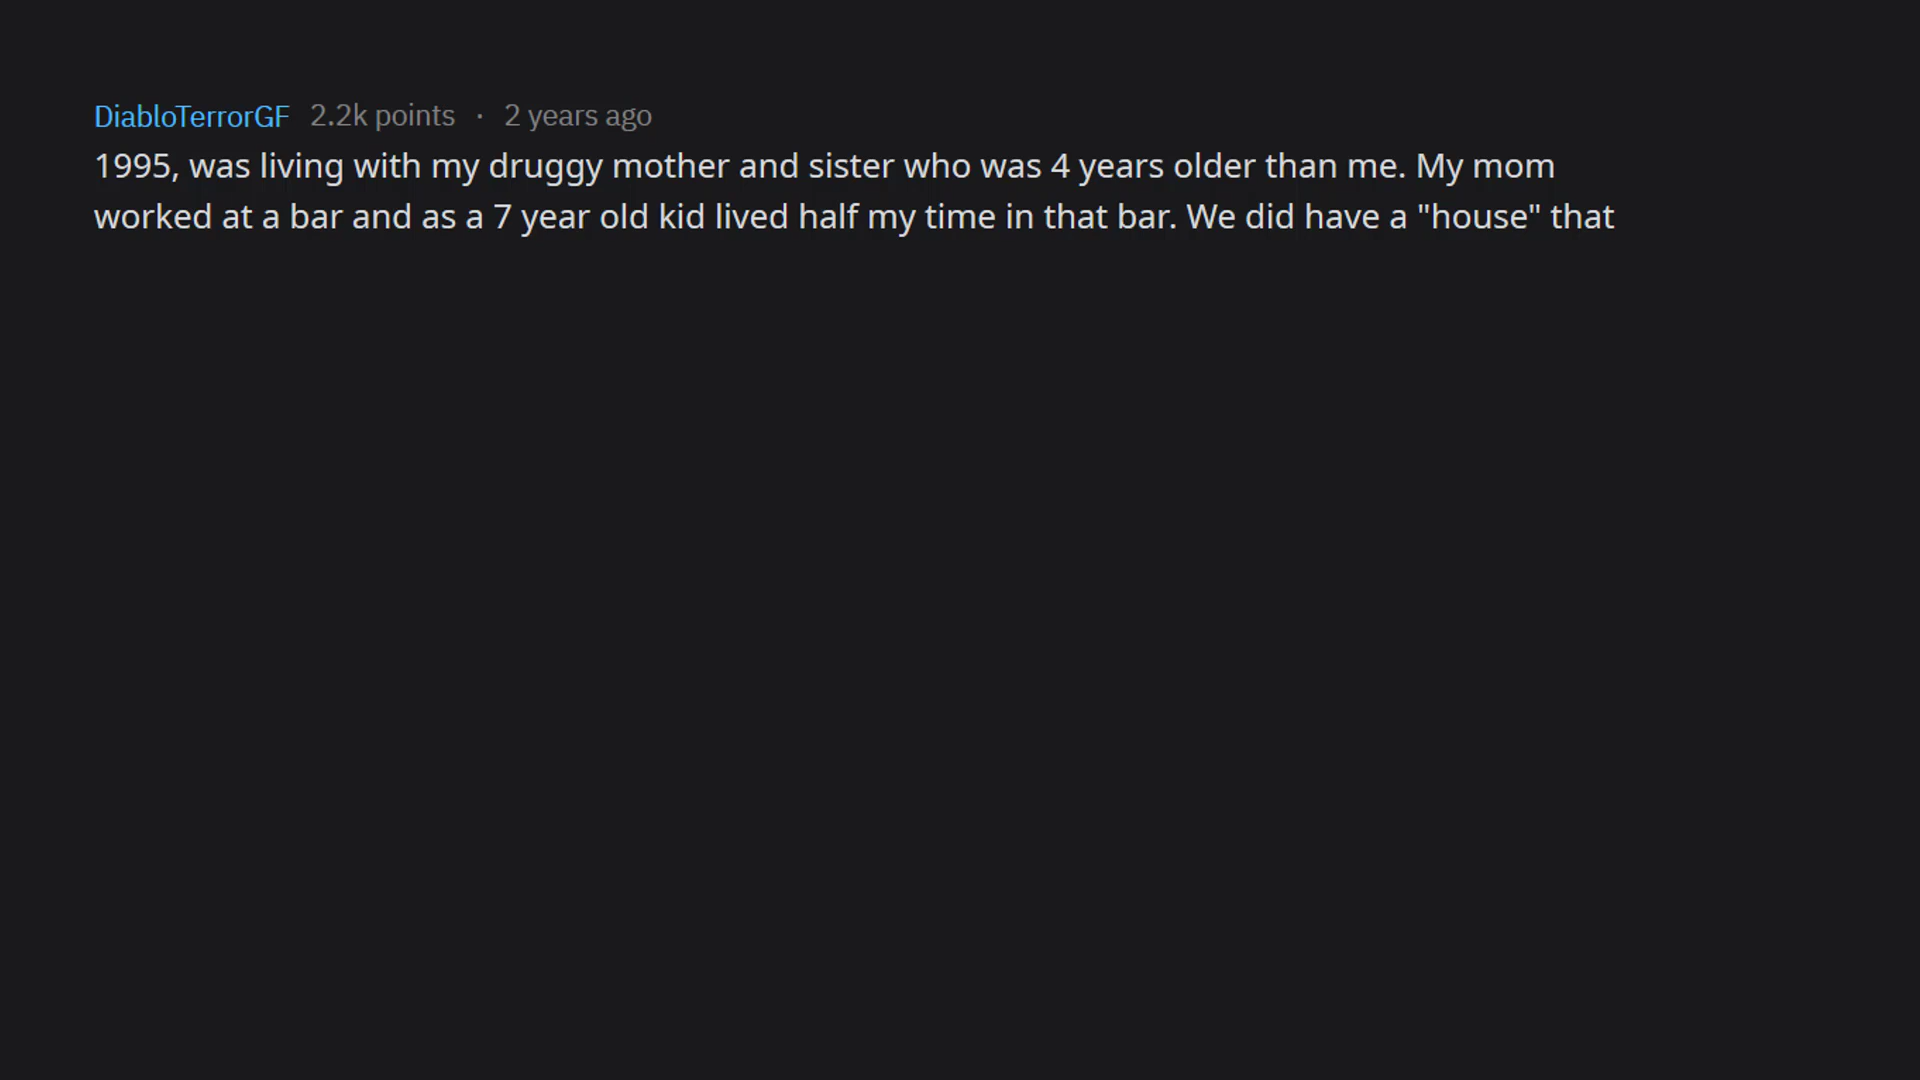 DiabloTerrorGF 2.2k points · 2 years ago
1995, was living with my druggy mother and sister who was 4 years older than me. My mom
worked at a bar and as a 7 year old kid lived half my time in that bar. We did have a "house" that